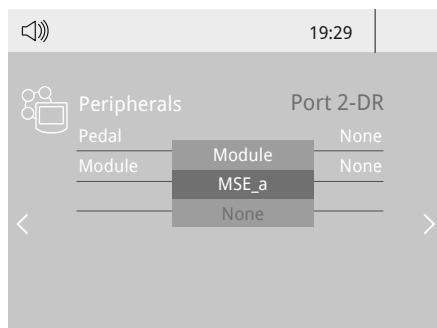 19:29
Peripherals Port 2-DR
Pedal None
Module None
Module
MSE_a
None